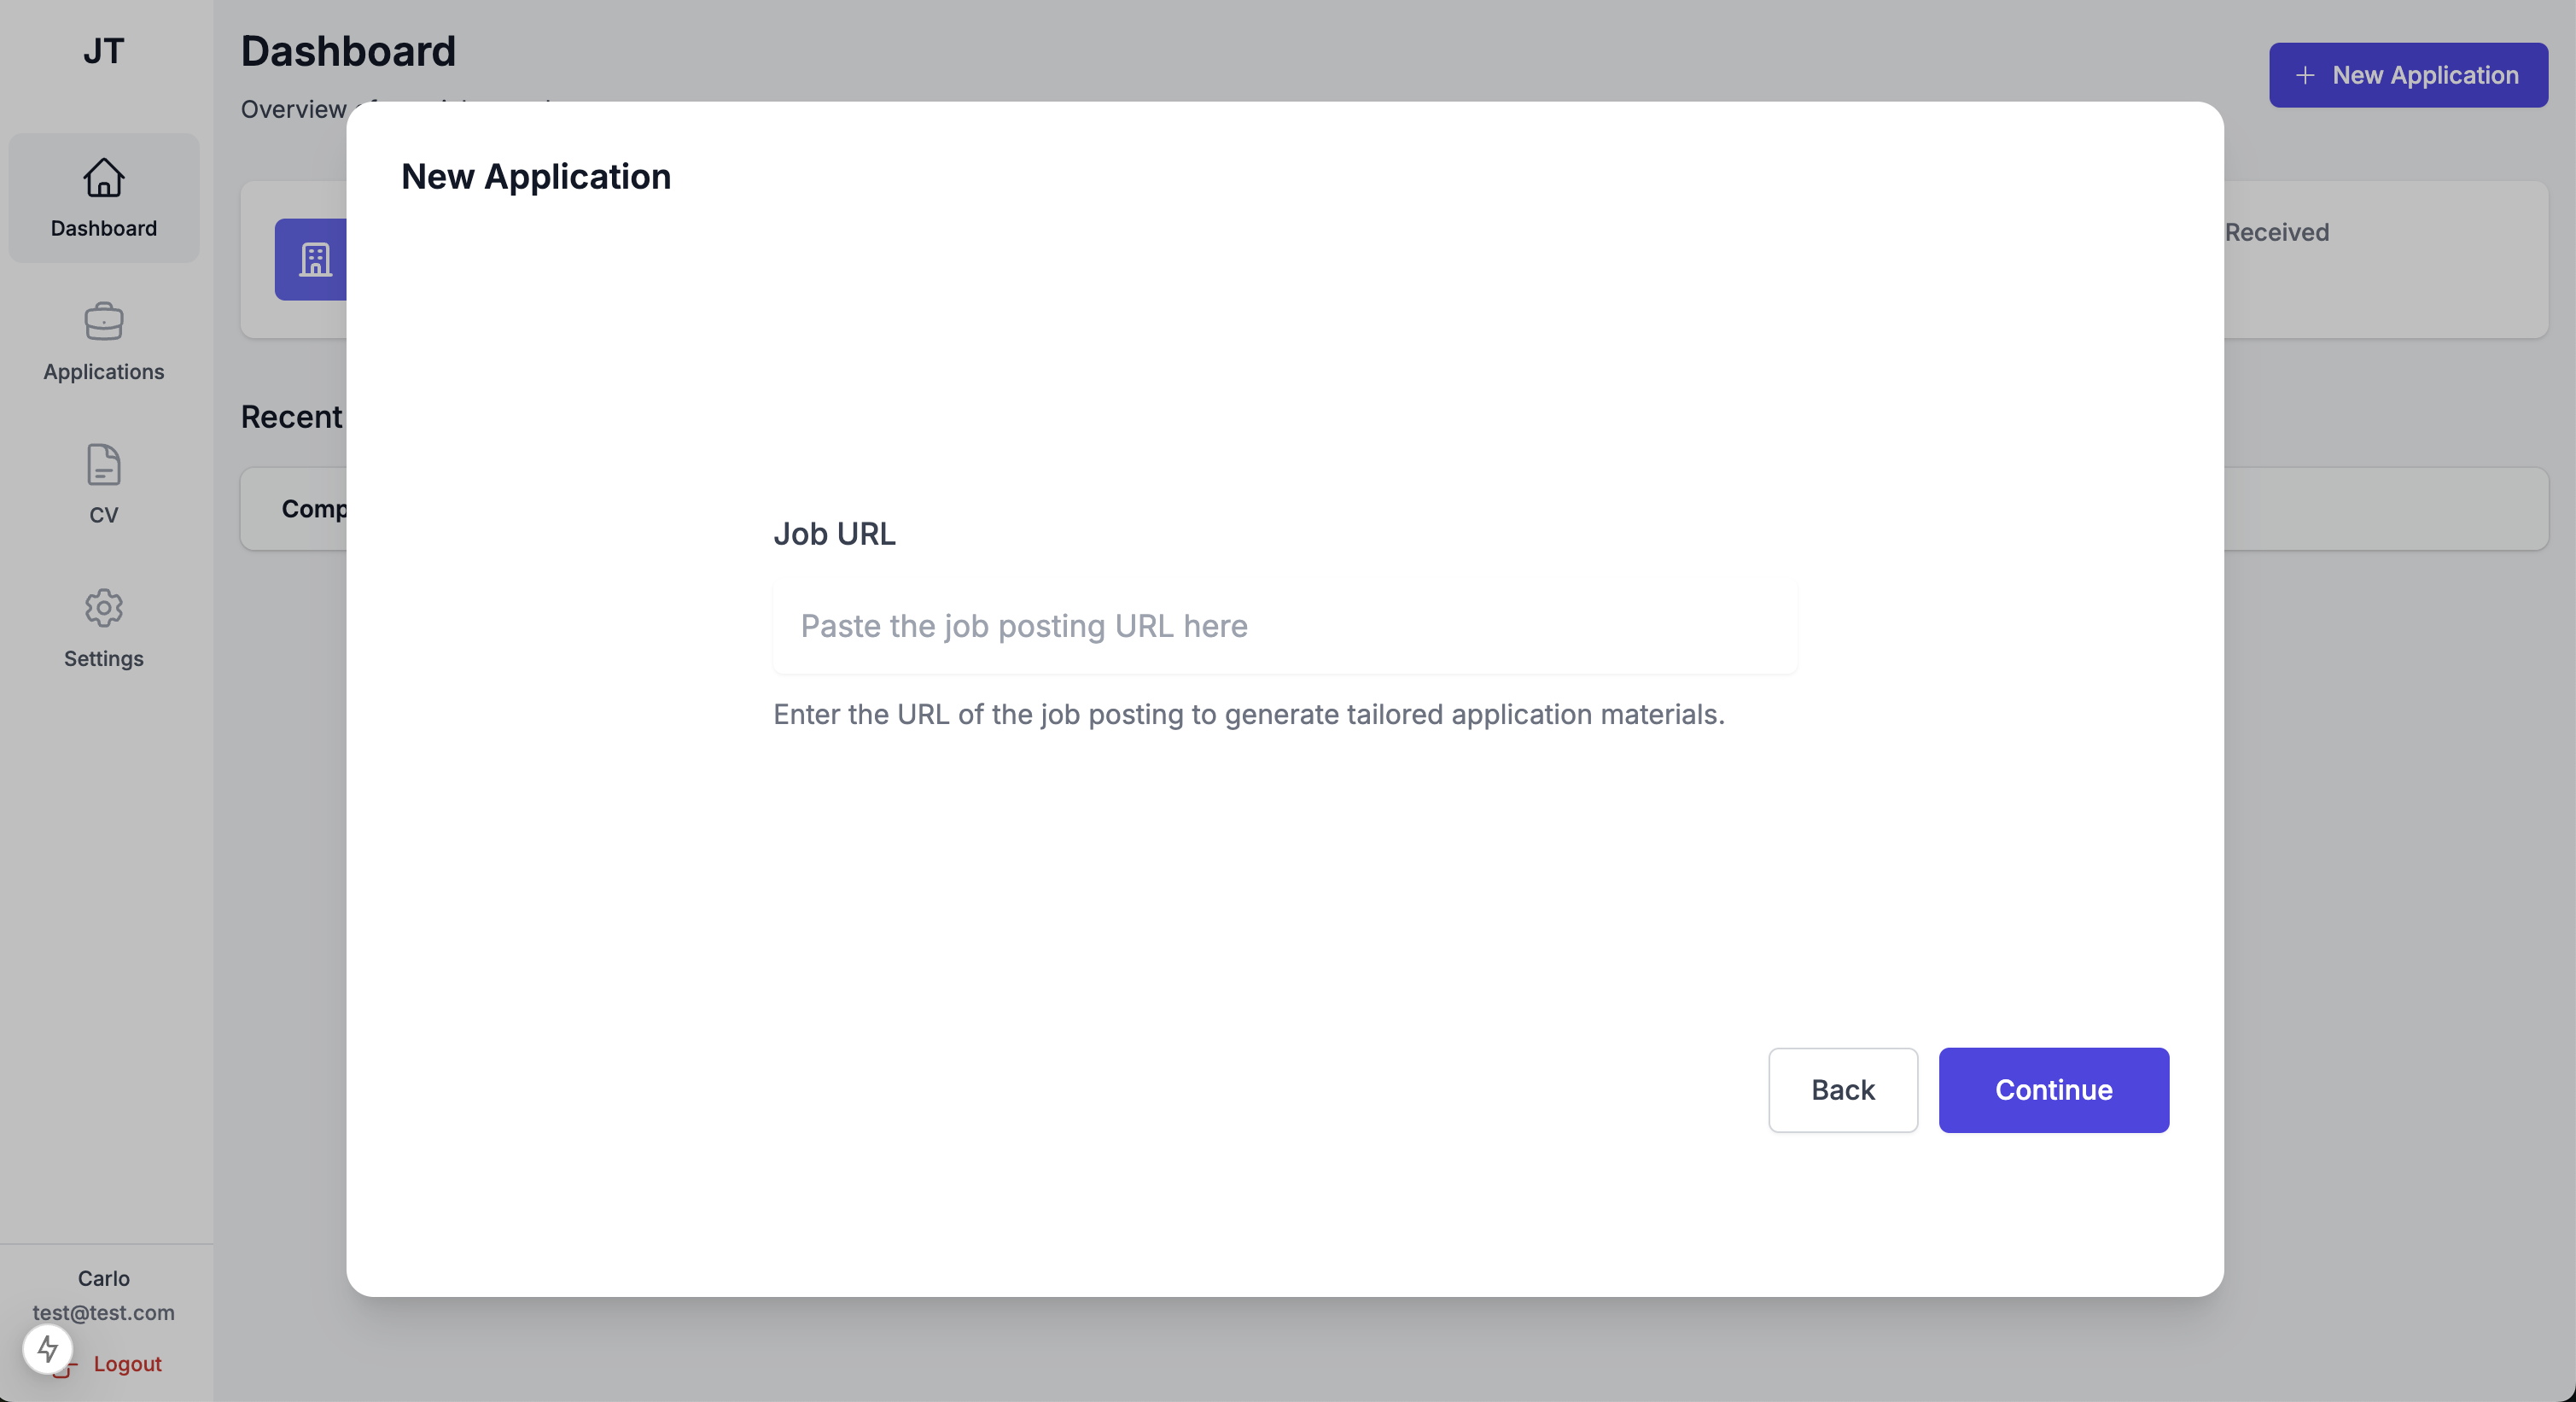 JT
Dashboard
Applications
CV
Settings
Carlo
test@test.com
Logout
Dashboard
Overview
New Application
Received
Recent
Comp
New Application
Job URL
Paste the job posting URL here
Enter the URL of the job posting to generate tailored application materials.
Back
Continue